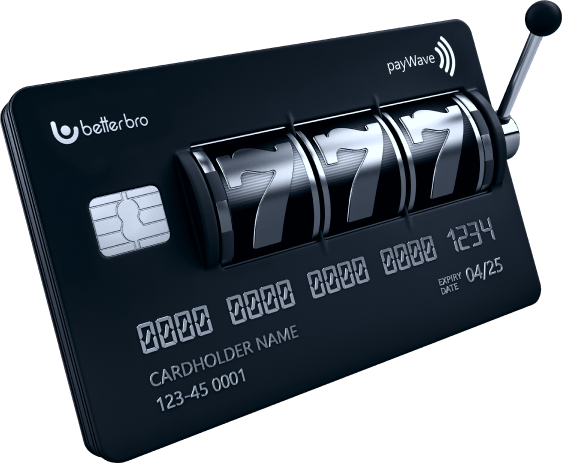 payWave
betterbro
777
0000 0000 0000 0000 1234
EXPIRY
DATE 04/25
CARDHOLDER NAME
123-45 0001